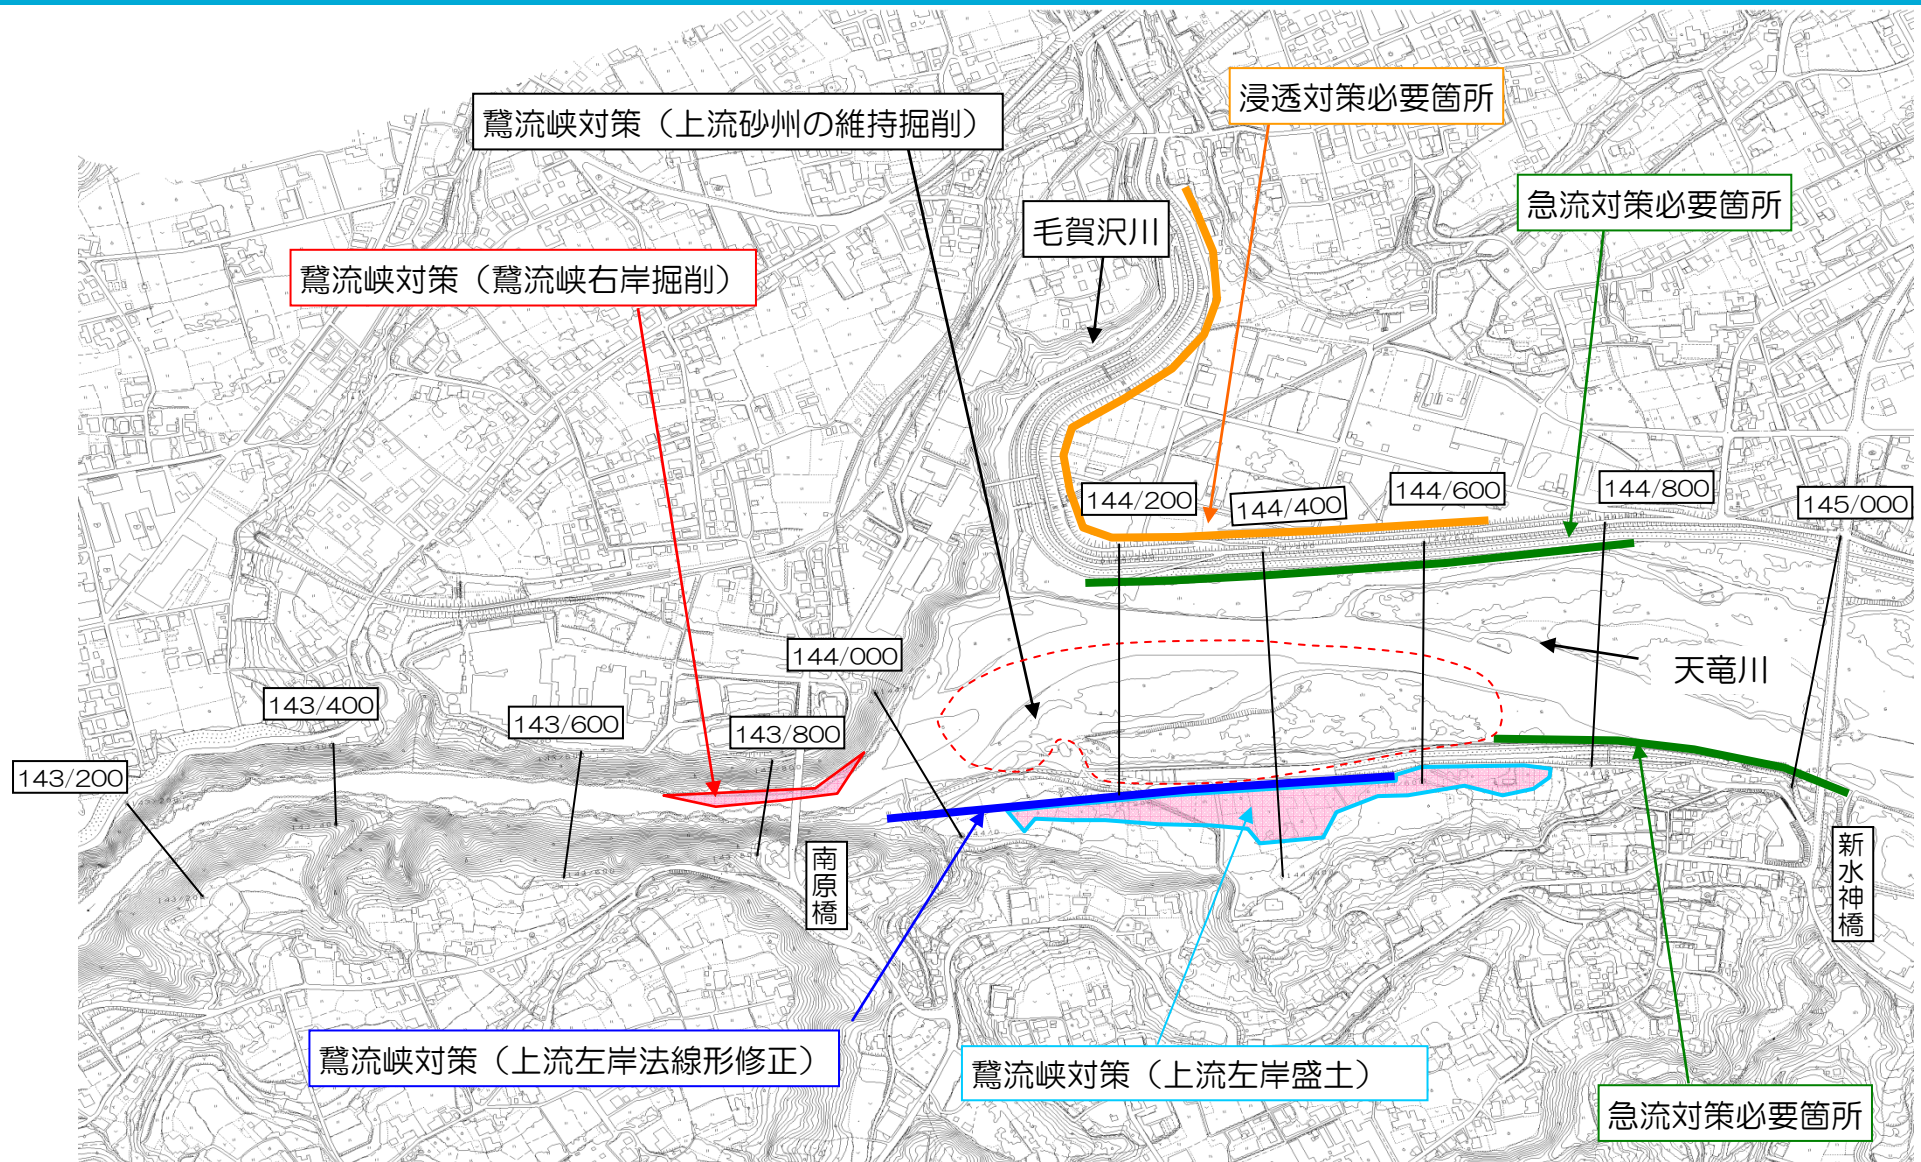 浸透対策必要箇所
鵞流峡対策（上流砂州の維持掘削）
急流対策必要箇所
毛賀沢川
鵞流峡対策（鵞流峡右岸掘削）
144/200
144/400
144/600
144/800
145/000
144/000
天竜川
143/400
143/600
143/800
143/200
南原橋
新水神橋
鵞流峡対策（上流左岸法線形修正）
鵞流峡対策（上流左岸盛土）
急流対策必要箇所